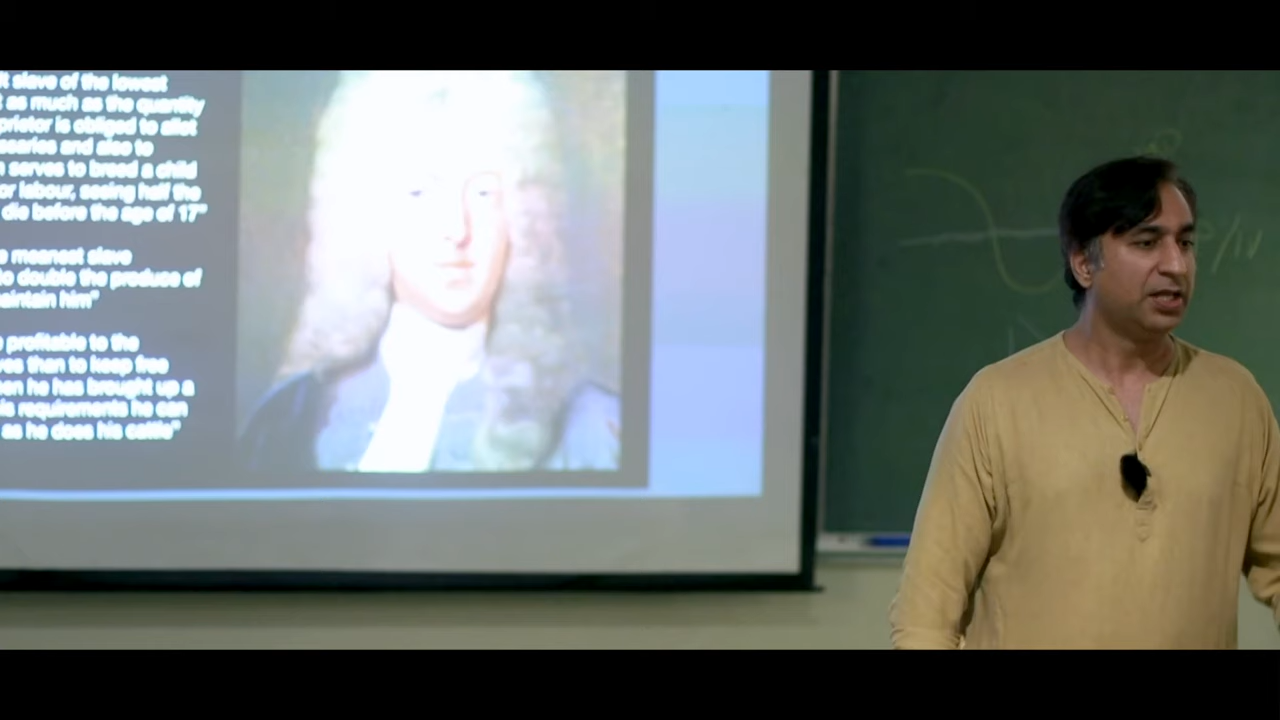 slave of the lowest
as much as the quantity
prietor is obliged to allot
ssaries and also to
serves to breed a child
or labour, seeing half the
die before the age of 17"
meanest slave
to double the produce of
aintain him"
profitable to the
ves than to keep free
en he has brought up a
is requirements he can
as he does his cattle"